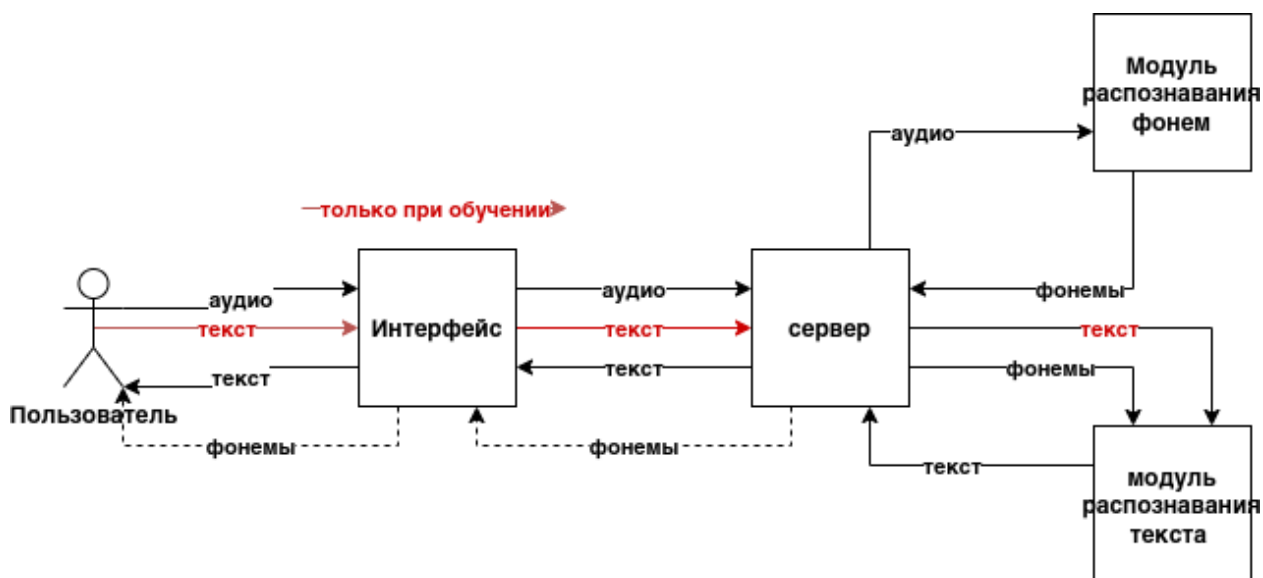 Модуль
распознавания
фонем
аудио
только при обучении
аудио
аудио
фонемы
текст
Интерфейс
текст
сервер
текст
текст
текст
фонемы
Пользователь
фонемы
фонемы
текст
модуль
распознавания
текста